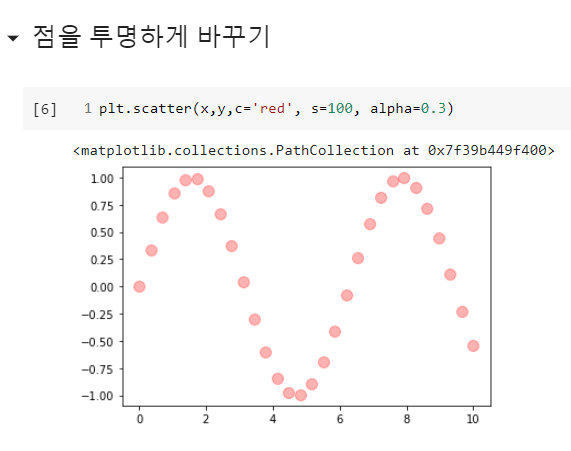 점을 투명하게 바꾸기
[6] 1 plt.scatter(x,y,c='red', s=100, alpha=0.3)
<matplotlib.collections.PathCollection at 0x7f39b449f400>
1.00
0.75
0.50
0.25
0.00
−0.25
−0.50
−0.75
−1.00
0 2 4 6 8 10